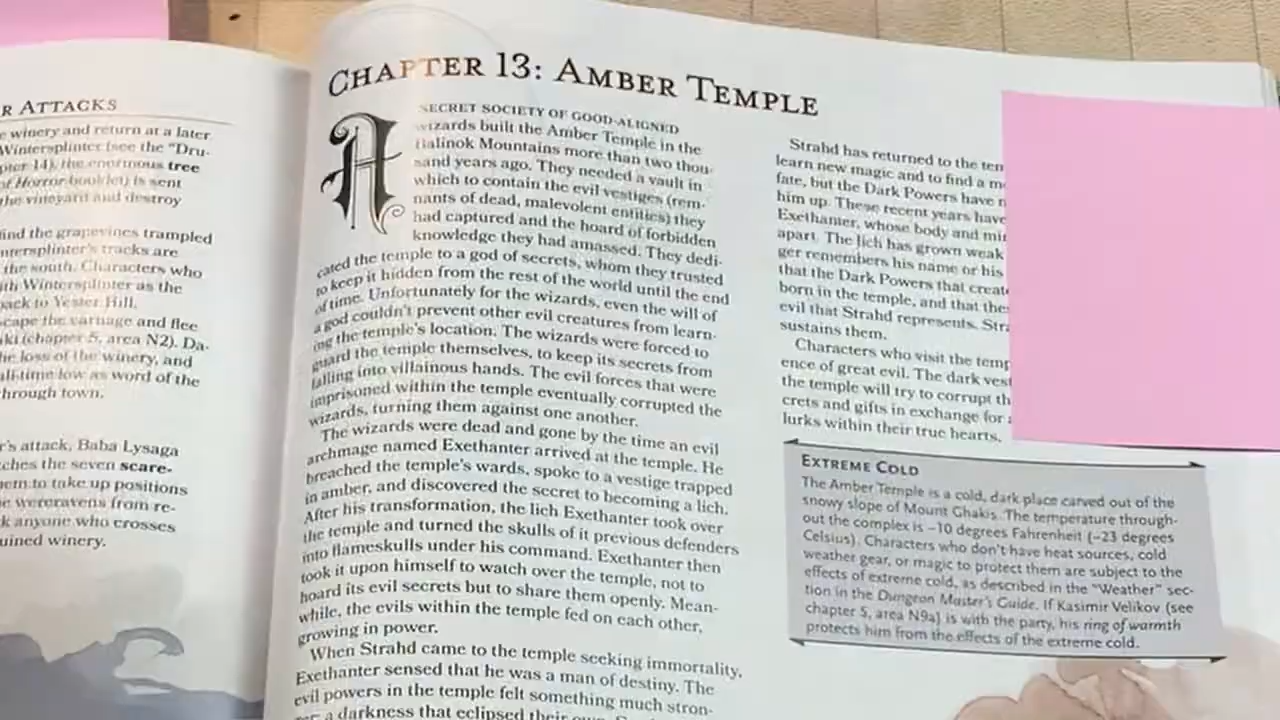 R ATTACKS
e winery and return at a later
Wintersplinter (see the "Dru-
pter 14), the enormous tree
of Horror booklet) is sent
the vineyard and destroy
find the grapevines trampled
ntersplinter's tracks are
the south. Characters who
ith Wintersplinter as the
back to Yester Hill.
scape the carnage and flee
ki (chapter 5, area N2). Da-
he loss of the winery, and
all-time low as word of the
through town.
r's attack, Baba Lysaga
tches the seven scare-
hem to take up positions
e wereravens from re-
k anyone who crosses
uined winery.
CHAPTER 13: AMBER TEMPLE
A SECRET SOCIETY OF GOOD-ALIGNED
wizards built the Amber Temple in the
Balinok Mountains more than two thou-
sand years ago. They needed a vault in
which to contain the evil vestiges (rem-
nants of dead, malevolent entities) they
had captured and the hoard of forbidden
knowledge they had amassed. They dedi-
cated the temple to a god of secrets, whom they trusted
to keep it hidden from the rest of the world until the end
of time. Unfortunately for the wizards, even the will of
a god couldn't prevent other evil creatures from learn-
ing the temple's location. The wizards were forced to
guard the temple themselves, to keep its secrets from
falling into villainous hands. The evil forces that were
imprisoned within the temple eventually corrupted the
wizards, turning them against one another.
The wizards were dead and gone by the time an evil
archmage named Exethanter arrived at the temple. He
breached the temple's wards, spoke to a vestige trapped
in amber, and discovered the secret to becoming a lich.
After his transformation, the lich Exethanter took over
the temple and turned the skulls of it previous defenders
into flameskulls under his command. Exethanter then
took it upon himself to watch over the temple, not to
hoard its evil secrets but to share them openly. Mean-
while, the evils within the temple fed on each other,
growing in power.
When Strahd came to the temple seeking immortality,
Exethanter sensed that he was a man of destiny. The
evil powers in the temple felt something much stron-
ger, a darkness that eclipsed their own.
Strahd has returned to the tem
learn new magic and to find a m
fate, but the Dark Powers have n
him up. These recent years have
Exethanter, whose body and min
apart. The lich has grown weak
ger remembers his name or his
that the Dark Powers that create
born in the temple, and that the
evil that Strahd represents. Stra
sustains them.
Characters who visit the temp
ence of great evil. The dark vest
the temple will try to corrupt th
crets and gifts in exchange for
lurks within their true hearts.
EXTREME COLD
The Amber Temple is a cold, dark place carved out of the
snowy slope of Mount Ghakis. The temperature through-
out the complex is −10 degrees Fahrenheit (−23 degrees
Celsius). Characters who don't have heat sources, cold
weather gear, or magic to protect them are subject to the
effects of extreme cold, as described in the "Weather" sec-
tion in the Dungeon Master's Guide. If Kasimir Velikov (see
chapter 5, area N9a) is with the party, his ring of warmth
protects him from the effects of the extreme cold.